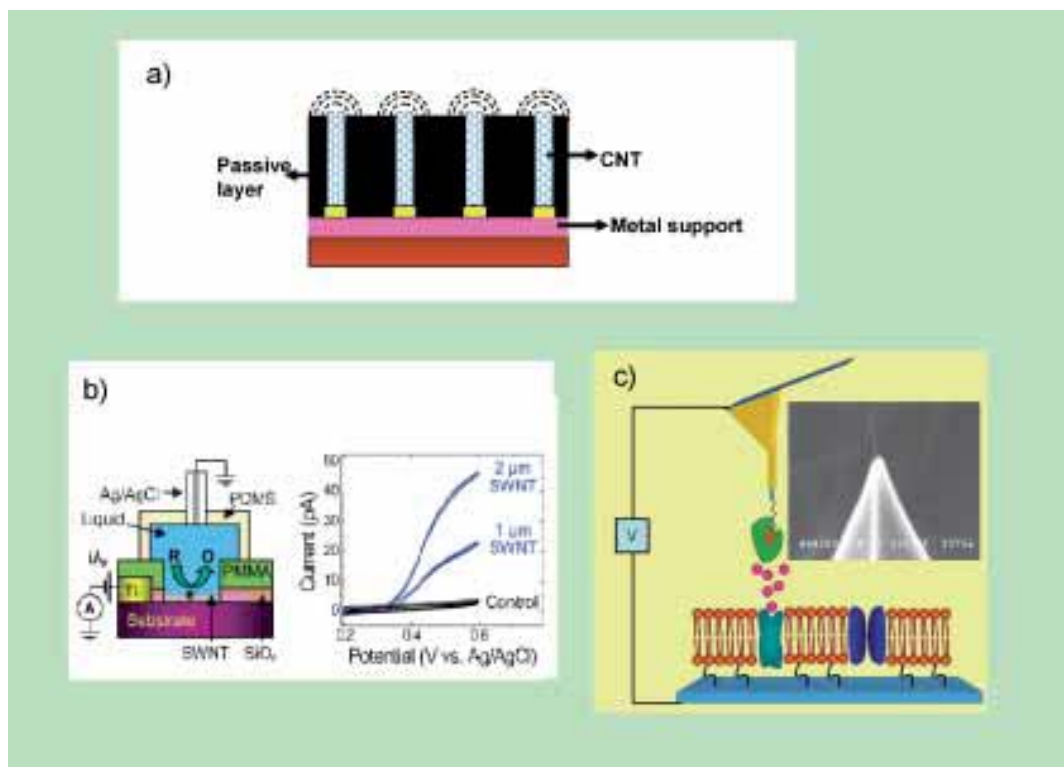 a)
Passive
layer
CNT
Metal support
b)
Ag/AgCl
PDMS
Liquid
R O
PMMA
Ti
A
Substrate
SWNT
Current (pA)
50
40
30
20
10
0
2 µm
SWNT
1 µm
SWNT
Control
0.2 0.4 0.6
Potential (V vs. Ag/AgCl)
c)
V